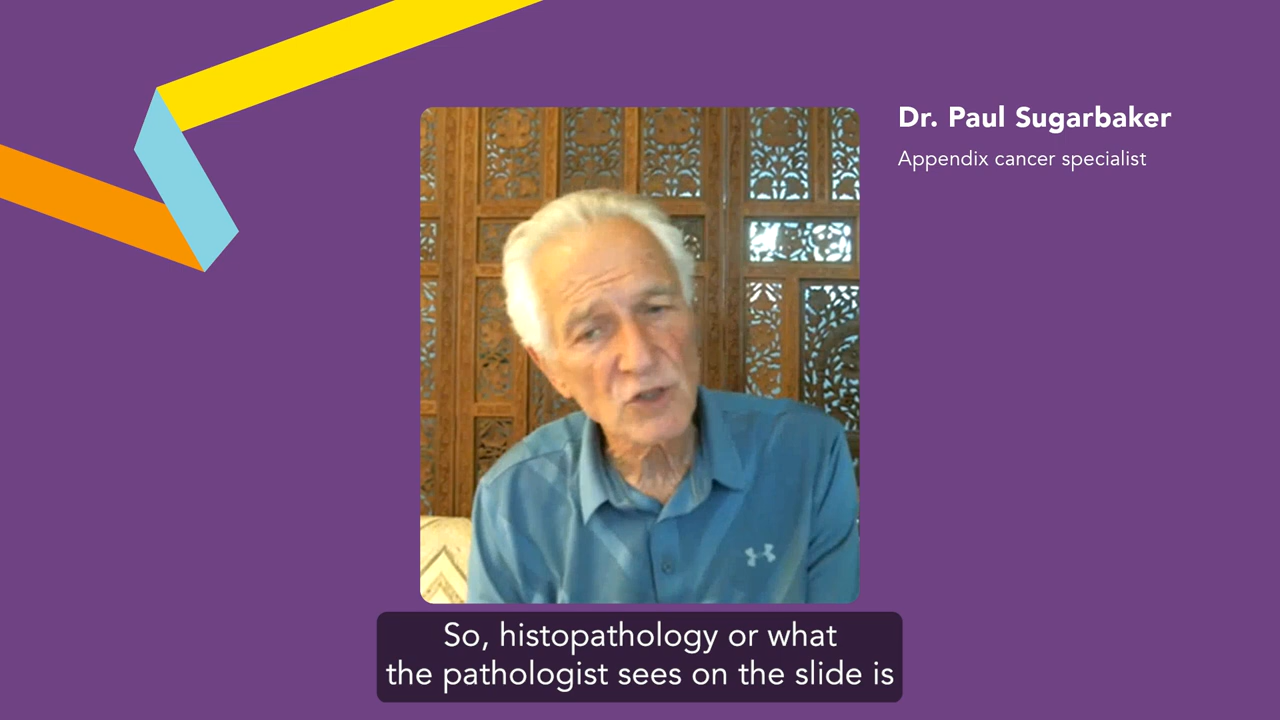 Dr. Paul Sugarbaker
Appendix cancer specialist
So, histopathology or what
the pathologist sees on the slide is